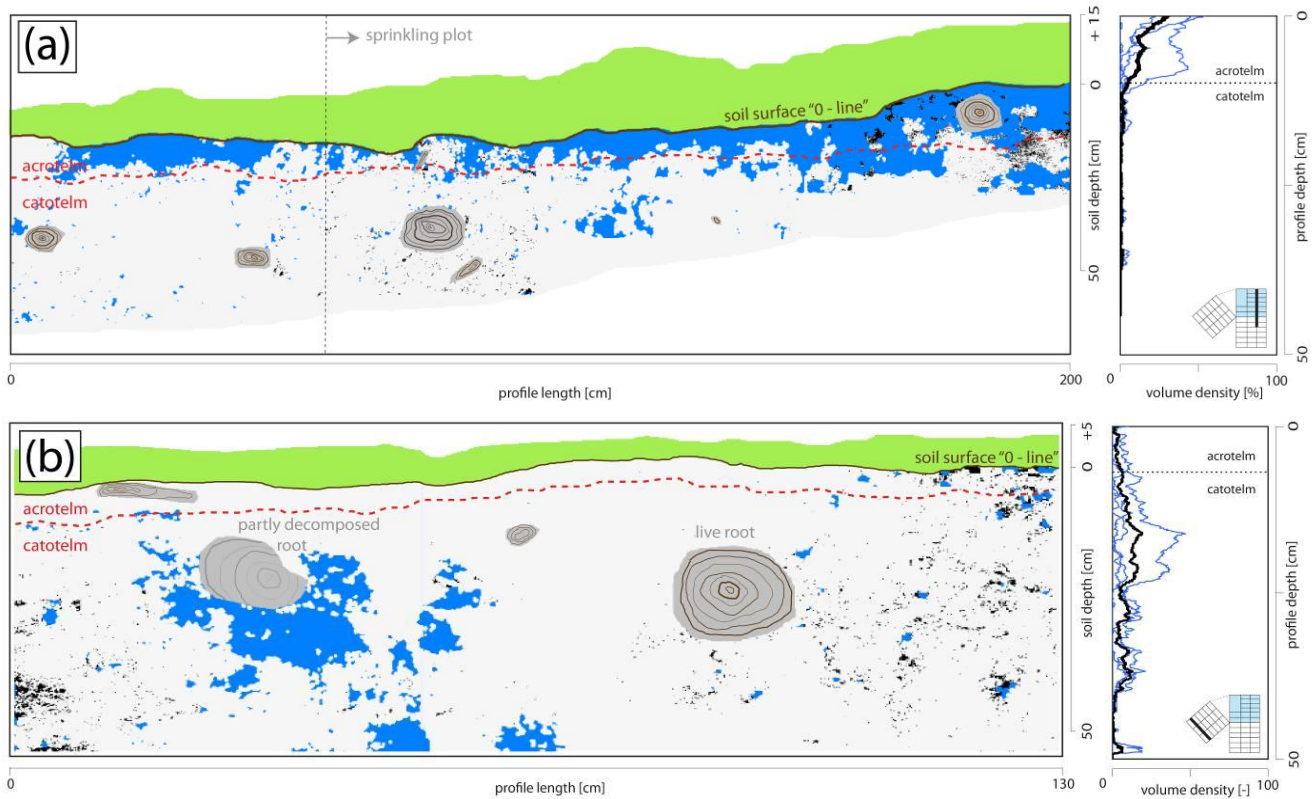 (a)
sprinkling plot
soil surface "0 - line"
acrotelm
catotelm
+ 15
0
50
soil depth [cm]
0
200
profile length [cm]
acrotelm
catotelm
0
50
profile depth [cm]
0
100
volume density [%]
(b)
soil surface "0 - line"
acrotelm
catotelm
partly decomposed
root
live root
+ 5
0
50
soil depth [cm]
0
130
profile length [cm]
acrotelm
catotelm
0
50
profile depth [cm]
0
100
volume density [-]